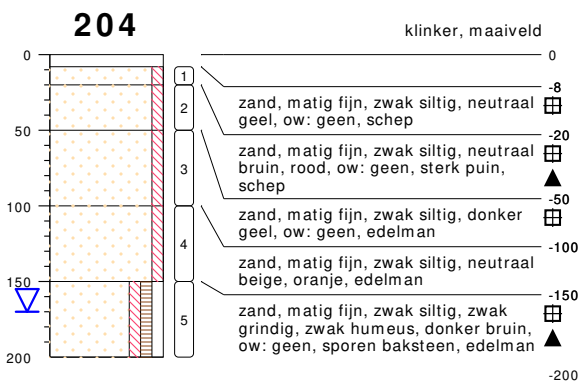 204
klinker, maaiveld
0
0
1
-8
zand, matig fijn, zwak siltig, neutraal
geel, ow: geen, schep
2
-20
50
zand, matig fijn, zwak siltig, neutraal
bruin, rood, ow: geen, sterk puin,
schep
3
-50
100
zand, matig fijn, zwak siltig, donker
geel, ow: geen, edelman
4
-100
zand, matig fijn, zwak siltig, neutraal
beige, oranje, edelman
150
-150
5
zand, matig fijn, zwak siltig, zwak
grindig, zwak humeus, donker bruin,
ow: geen, sporen baksteen, edelman
200
-200